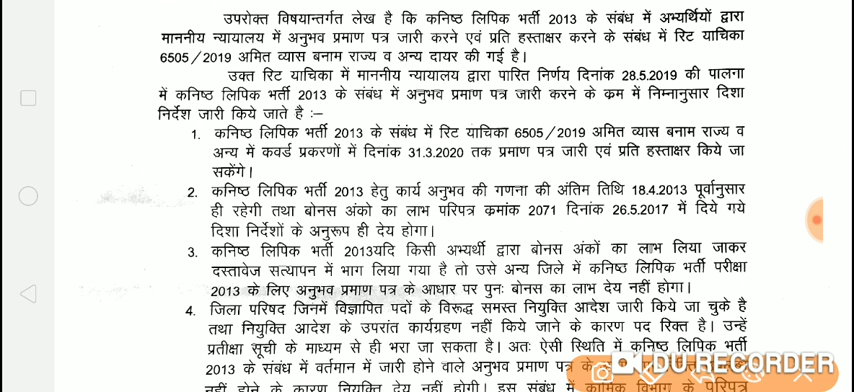 उपरोक्त विषयान्तर्गत लेख है कि कनिष्ठ लिपिक भर्ती 2013 के संबंध में अभ्यर्थियों द्वारा
माननीय न्यायालय में अनुभव प्रमाण पत्र जारी करने एवं प्रति हस्ताक्षर करने के संबंध में रिट याचिका
6505/2019 अमित व्यास बनाम राज्य व अन्य दायर की गई है।
उक्त रिट याचिका में माननीय न्यायालय द्वारा पारित निर्णय दिनांक 28.5.2019 की पालना
में कनिष्ठ लिपिक भर्ती 2013 के संबंध में अनुभव प्रमाण पत्र जारी करने के क्रम में निम्नानुसार दिशा
निर्देश जारी किये जाते है :–
1. कनिष्ठ लिपिक भर्ती 2013 के संबंध में रिट याचिका 6505/2019 अमित व्यास बनाम राज्य व
अन्य में कवर्ड प्रकरणों में दिनांक 31.3.2020 तक प्रमाण पत्र जारी एवं प्रति हस्ताक्षर किये जा
सकेंगे।
2. कनिष्ठ लिपिक भर्ती 2013 हेतु कार्य अनुभव की गणना की अंतिम तिथि 18.4.2013 पूर्वानुसार
ही रहेगी तथा बोनस अंको का लाभ परिपत्र क्रमांक 2071 दिनांक 26.5.2017 में दिये गये
दिशा निर्देशों के अनुरूप ही देय होगा।
3. कनिष्ठ लिपिक भर्ती 2013यदि किसी अभ्यर्थी द्वारा बोनस अंकों का लाभ लिया जाकर
दस्तावेज सत्यापन में भाग लिया गया है तो उसे अन्य जिले में कनिष्ठ लिपिक भर्ती परीक्षा
2013 के लिए अनुभव प्रमाण पत्र के आधार पर पुनः बोनस का लाभ देय नहीं होगा।
4. जिला परिषद जिनमें विज्ञापित पदों के विरूद्ध समस्त नियुक्ति आदेश जारी किये जा चुके है
तथा नियुक्ति आदेश के उपरांत कार्यग्रहण नहीं किये जाने के कारण पद रिक्त है। उन्हें
प्रतीक्षा सूची के माध्यम से ही भरा जा सकता है। अतः ऐसी स्थिति में कनिष्ठ लिपिक भर्ती
2013 के संबंध में वर्तमान में जारी होने वाले अनुभव प्रमाण पत्र के
नहीं होने के कारण नियुक्ति देय नहीं होगी। इस संबंध में कार्मिक विभाग के परिपत्र
DU RECORDER